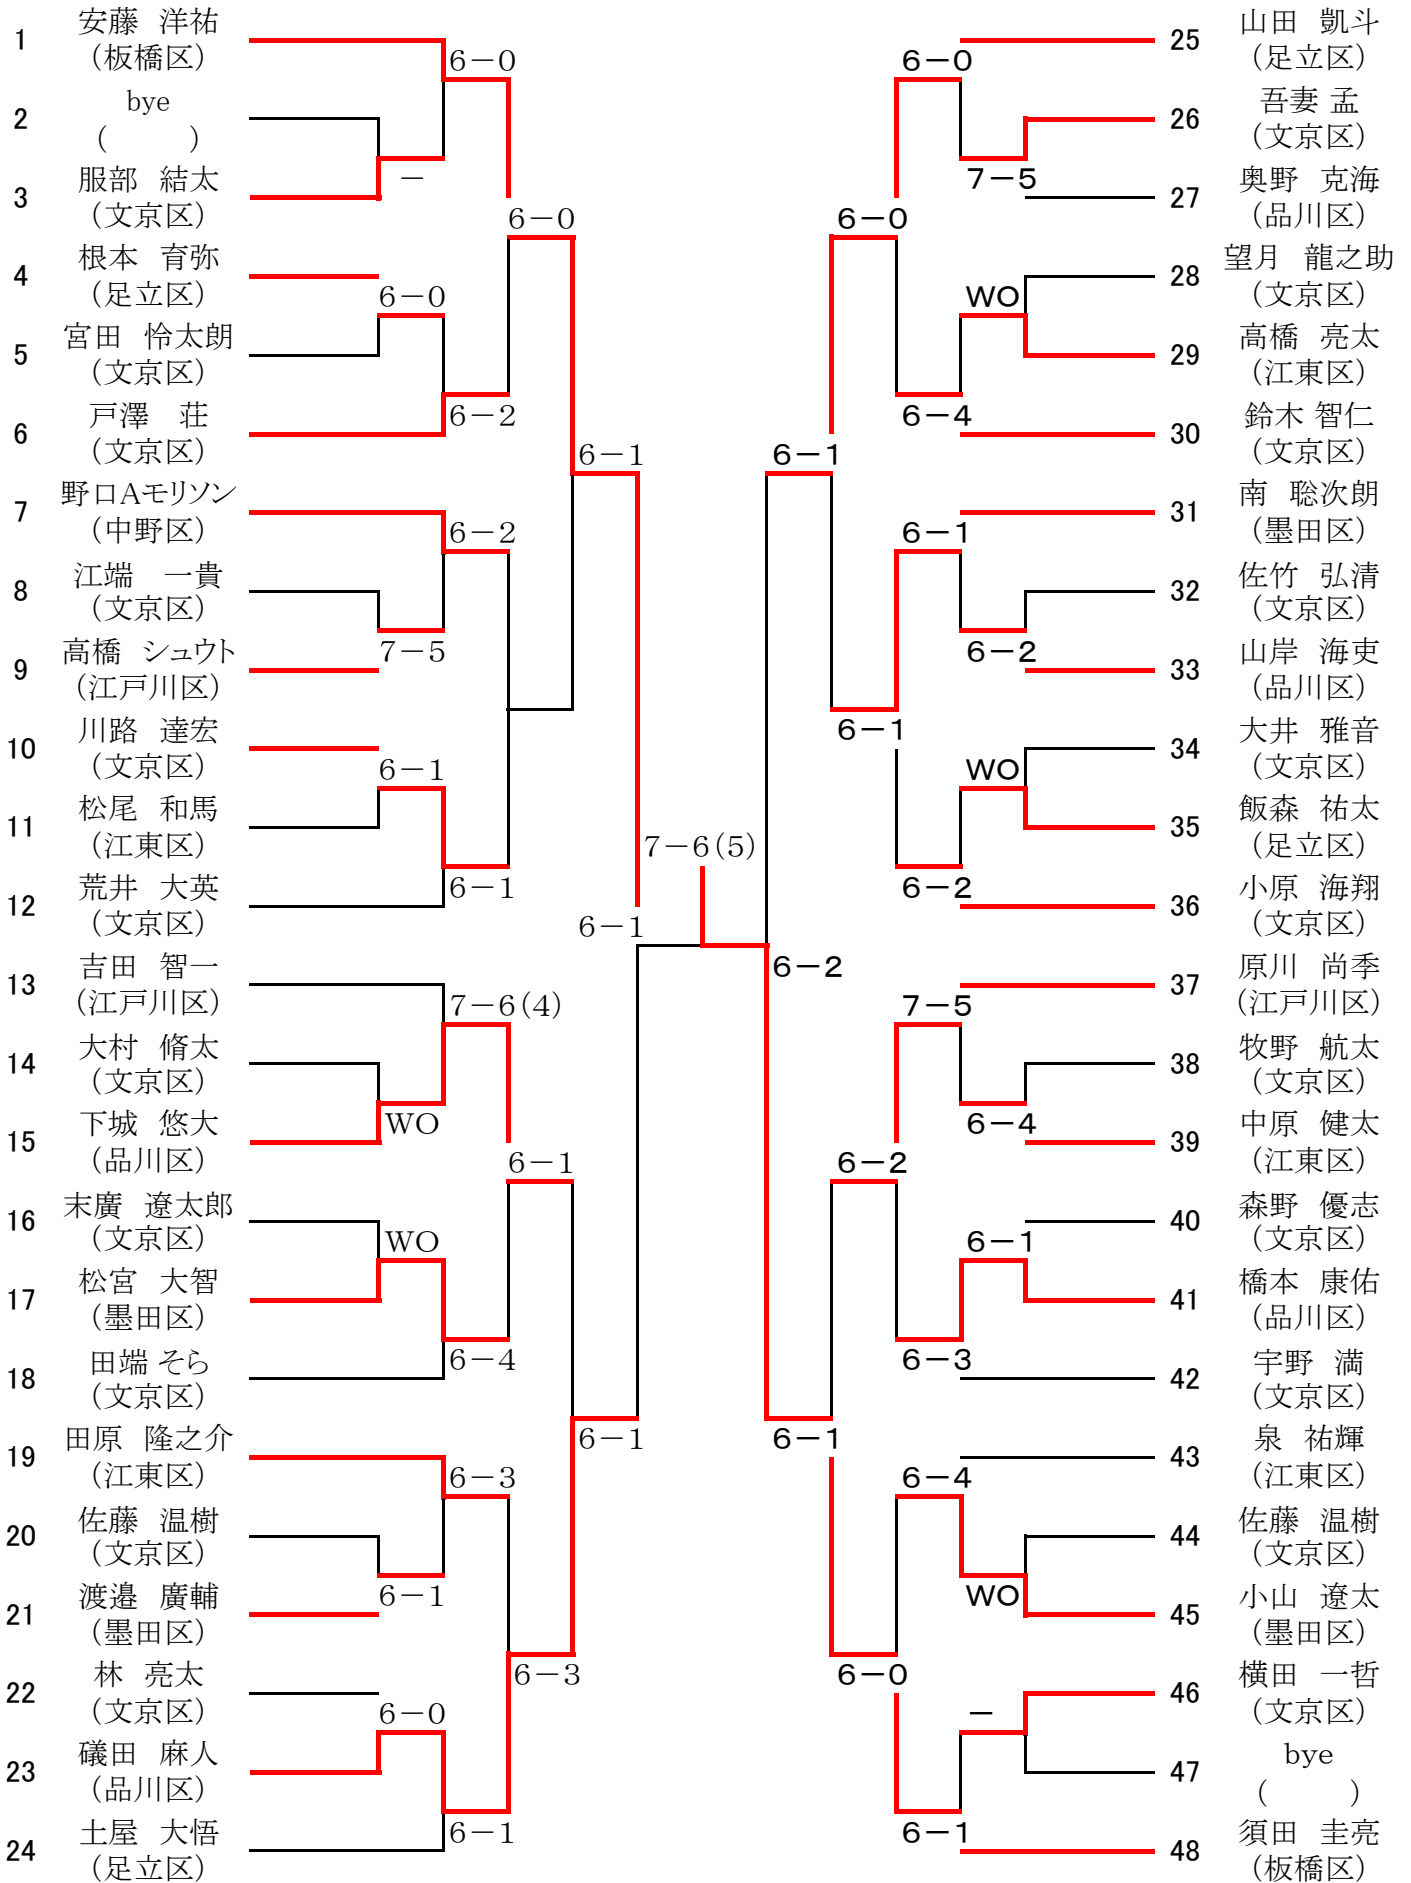 1 安藤 洋祐
(板橋区)
2 bye
( )
3 服部 結太
(文京区)
4 根本 育弥
(足立区)
5 宮田 怜太朗
(文京区)
6 戸澤 荘
(文京区)
7 野口Aモリソン
(中野区)
8 江端 一貴
(文京区)
9 高橋 シュウト
(江戸川区)
10 川路 達宏
(文京区)
11 松尾 和馬
(江東区)
12 荒井 大英
(文京区)
13 吉田 智一
(江戸川区)
14 大村 脩太
(文京区)
15 下城 悠大
(品川区)
16 末廣 遼太郎
(文京区)
17 松宮 大智
(墨田区)
18 田端 そら
(文京区)
19 田原 隆之介
(江東区)
20 佐藤 温樹
(文京区)
21 渡邉 廣輔
(墨田区)
22 林 亮太
(文京区)
23 礒田 麻人
(品川区)
24 土屋 大悟
(足立区)
6-0
-
6-0
6-2
6-2
7-5
6-1
6-1
7-6(4)
WO
WO
6-4
6-3
6-1
6-0
6-1
6-0
6-1
6-3
6-1
6-1
6-1
7-6(5)
6-2
6-1
6-1
6-0
6-1
6-2
6-0
6-0
7-5
WO
6-4
6-1
6-2
WO
6-2
7-5
6-4
6-1
6-3
6-4
WO
-
6-1
25 山田 凱斗
(足立区)
26 吾妻 孟
(文京区)
27 奥野 克海
(品川区)
28 望月 龍之助
(文京区)
29 高橋 亮太
(江東区)
30 鈴木 智仁
(文京区)
31 南 聡次朗
(墨田区)
32 佐竹 弘清
(文京区)
33 山岸 海吏
(品川区)
34 大井 雅音
(文京区)
35 飯森 祐太
(足立区)
36 小原 海翔
(文京区)
37 原川 尚季
(江戸川区)
38 牧野 航太
(文京区)
39 中原 健太
(江東区)
40 森野 優志
(文京区)
41 橋本 康佑
(品川区)
42 宇野 満
(文京区)
43 泉 祐輝
(江東区)
44 佐藤 温樹
(文京区)
45 小山 遼太
(墨田区)
46 横田 一哲
(文京区)
47 bye
( )
48 須田 圭亮
(板橋区)